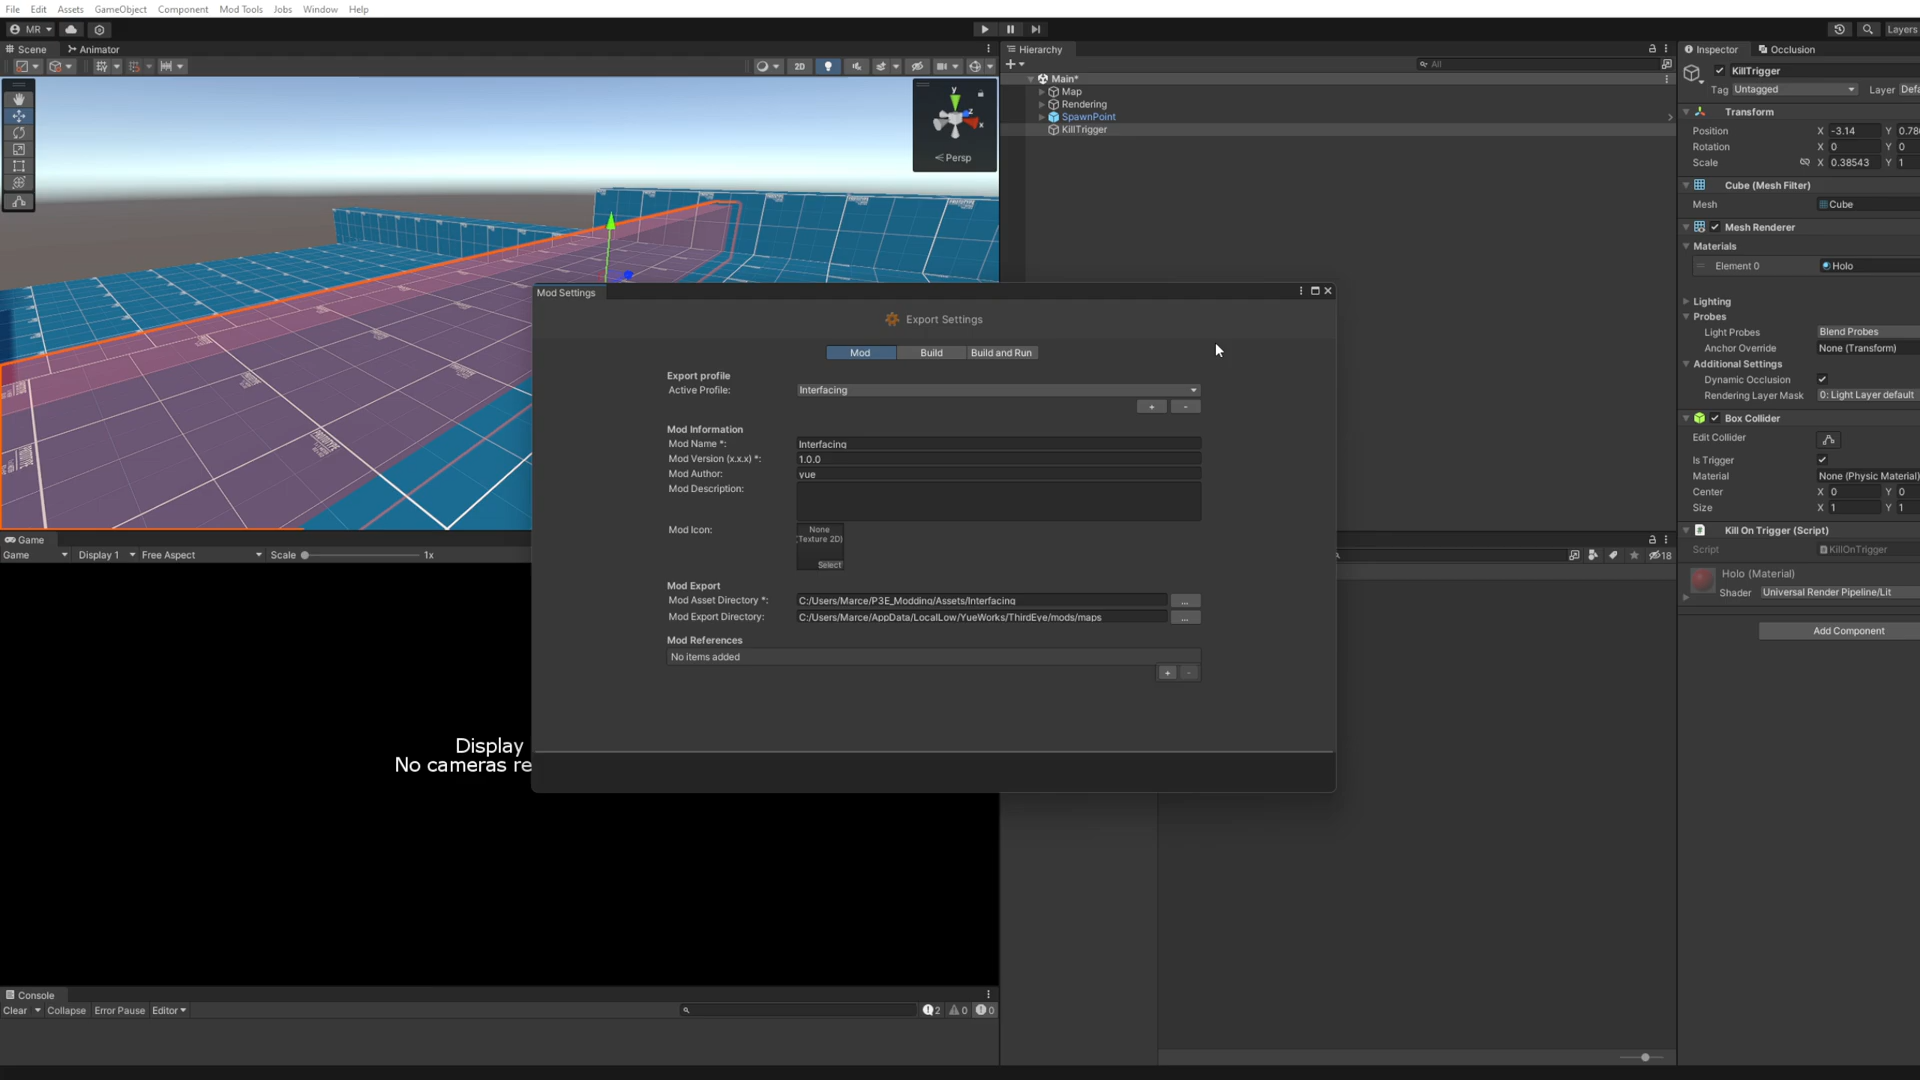 File Edit Assets GameObject Component Mod Tools Jobs Window Help
MR
Layers
Scene Animator
2D
y
z
x
Persp
Hierarchy
All
Main*
Map
Rendering
SpawnPoint
KillTrigger
Inspector Occlusion
KillTrigger
Tag Untagged Layer Defa
Transform
Position X -3.14 Y 0.786
Rotation X 0 Y 0
Scale X 0.38543 Y 1
Cube (Mesh Filter)
Mesh Cube
Mesh Renderer
Materials
Element 0 Holo
Lighting
Probes
Light Probes Blend Probes
Anchor Override None (Transform)
Additional Settings
Dynamic Occlusion
Rendering Layer Mask 0: Light Layer default
Box Collider
Edit Collider
Is Trigger
Material None (Physic Material)
Center X 0 Y 0
Size X 1 Y 1
Kill On Trigger (Script)
Script KillOnTrigger
Holo (Material)
Shader Universal Render Pipeline/Lit
Add Component
Mod Settings
Export Settings
Mod Build Build and Run
Export profile
Active Profile: Interfacing
+ -
Mod Information
Mod Name *: Interfacing
Mod Version (x.x.x) *: 1.0.0
Mod Author: yue
Mod Description:
Mod Icon: None
(Texture 2D)
Select
Mod Export
Mod Asset Directory *: C:/Users/Marce/P3E_Modding/Assets/Interfacing ...
Mod Export Directory: C:/Users/Marce/AppData/LocalLow/YueWorks/ThirdEye/mods/maps ...
Mod References
No items added
+ -
18
Game
Game Display 1 Free Aspect Scale 1x
Display
No cameras re
Console
Clear Collapse Error Pause Editor
2 0 0